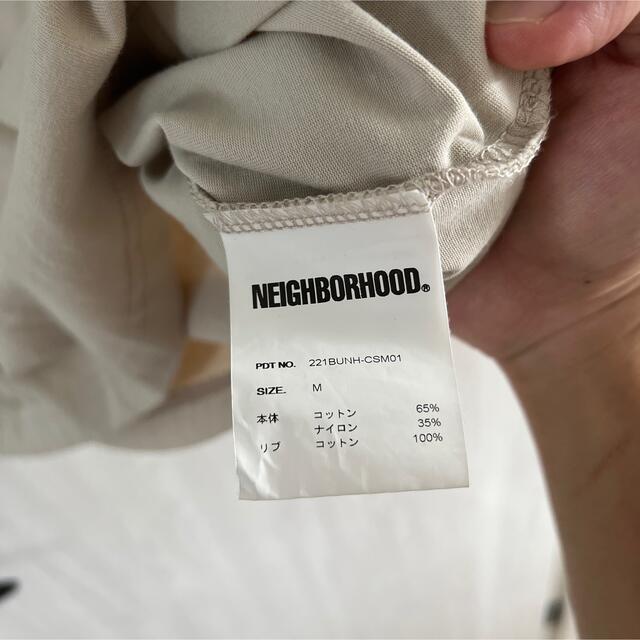 NEIGHBORHOOD®
PDT NO. 221BUNH-CSM01
SIZE. M
本体 コットン 65%
ナイロン 35%
リブ コットン 100%